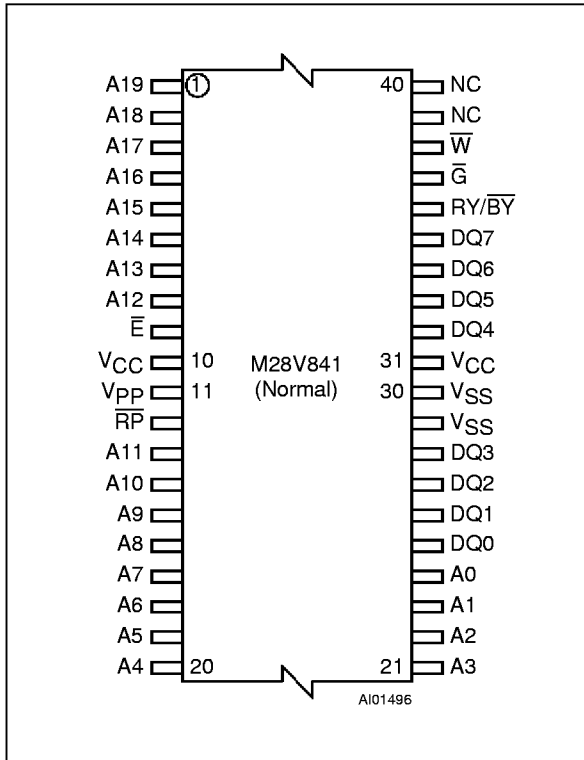 A19 ① 40 NC
A18 NC
A17 W̅
A16 G̅
A15 RY/B̅Y̅
A14 DQ7
A13 DQ6
A12 DQ5
E̅ DQ4
VCC 10 M28V841 31 VCC
VPP 11 (Normal) 30 VSS
R̅P̅ VSS
A11 DQ3
A10 DQ2
A9 DQ1
A8 DQ0
A7 A0
A6 A1
A5 A2
A4 20 21 A3
AI01496